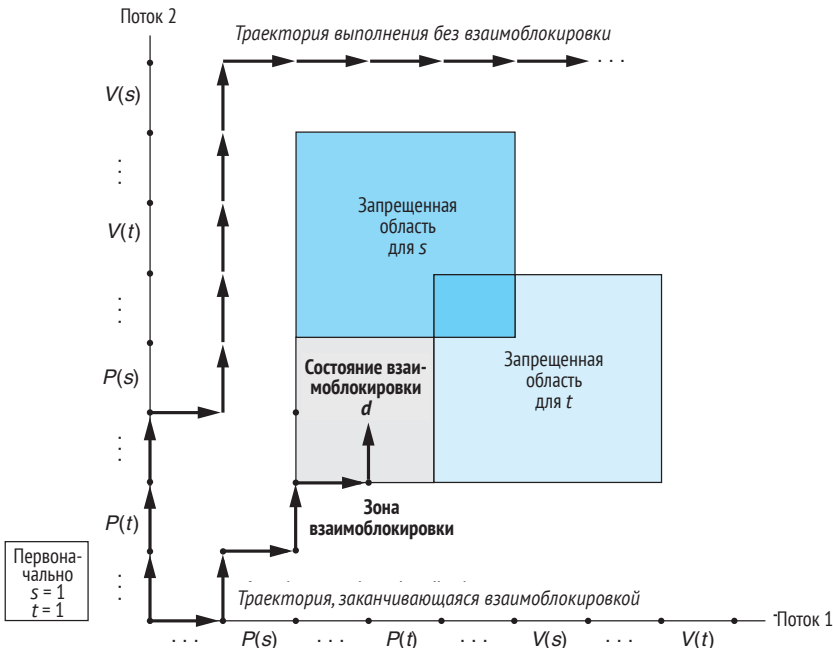 Поток 2
Траектория выполнения без взаимоблокировки
. . .
V(s)
. . .
Запрещенная
область
для s
V(t)
. . .
Запрещенная
область
для t
P(s)
Состояние взаи-
моблокировки
d
. . .
P(t)
Зона
взаимоблокировки
Первона-
чально
s = 1
t = 1
. . .
Траектория, заканчивающаяся взаимоблокировкой
Поток 1
. . . P(s) . . . P(t) . . . V(s) . . . V(t)